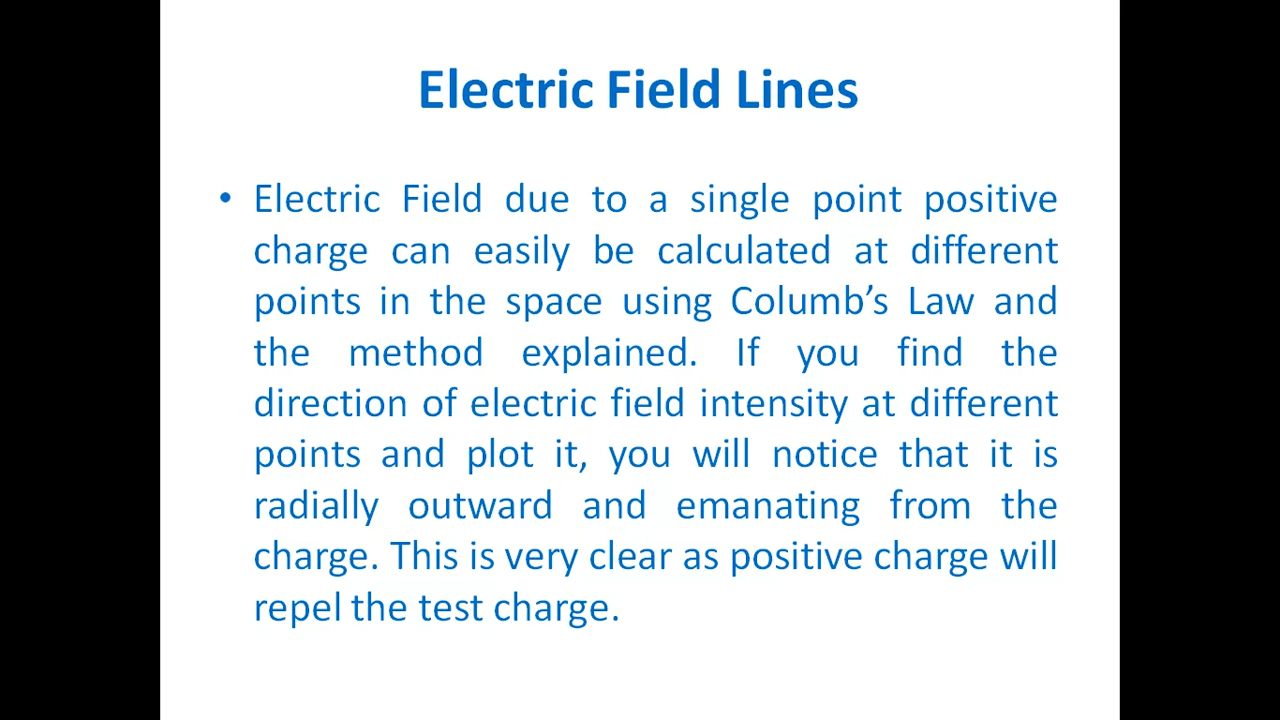 Electric Field Lines
• Electric Field due to a single point positive
charge can easily be calculated at different
points in the space using Columb’s Law and
the method explained. If you find the
direction of electric field intensity at different
points and plot it, you will notice that it is
radially outward and emanating from the
charge. This is very clear as positive charge will
repel the test charge.